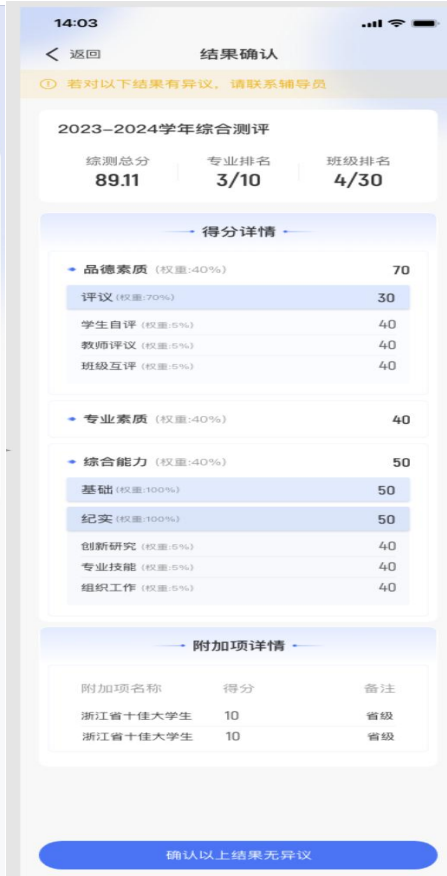 14:03
返回 结果确认
若对以下结果有异议，请联系辅导员
2023–2024学年综合测评
综测总分 专业排名 班级排名
89.11 3/10 4/30
得分详情
品德素质 (权重:40%) 70
评议 (权重:70%) 30
学生自评 (权重:5%) 40
教师评议 (权重:5%) 40
班级互评 (权重:5%) 40
专业素质 (权重:40%) 40
综合能力 (权重:40%) 50
基础 (权重:100%) 50
纪实 (权重:100%) 50
创新研究 (权重:5%) 40
专业技能 (权重:5%) 40
组织工作 (权重:5%) 40
附加项详情
附加项名称 得分 备注
浙江省十佳大学生 10 省级
浙江省十佳大学生 10 省级
确认以上结果无异议